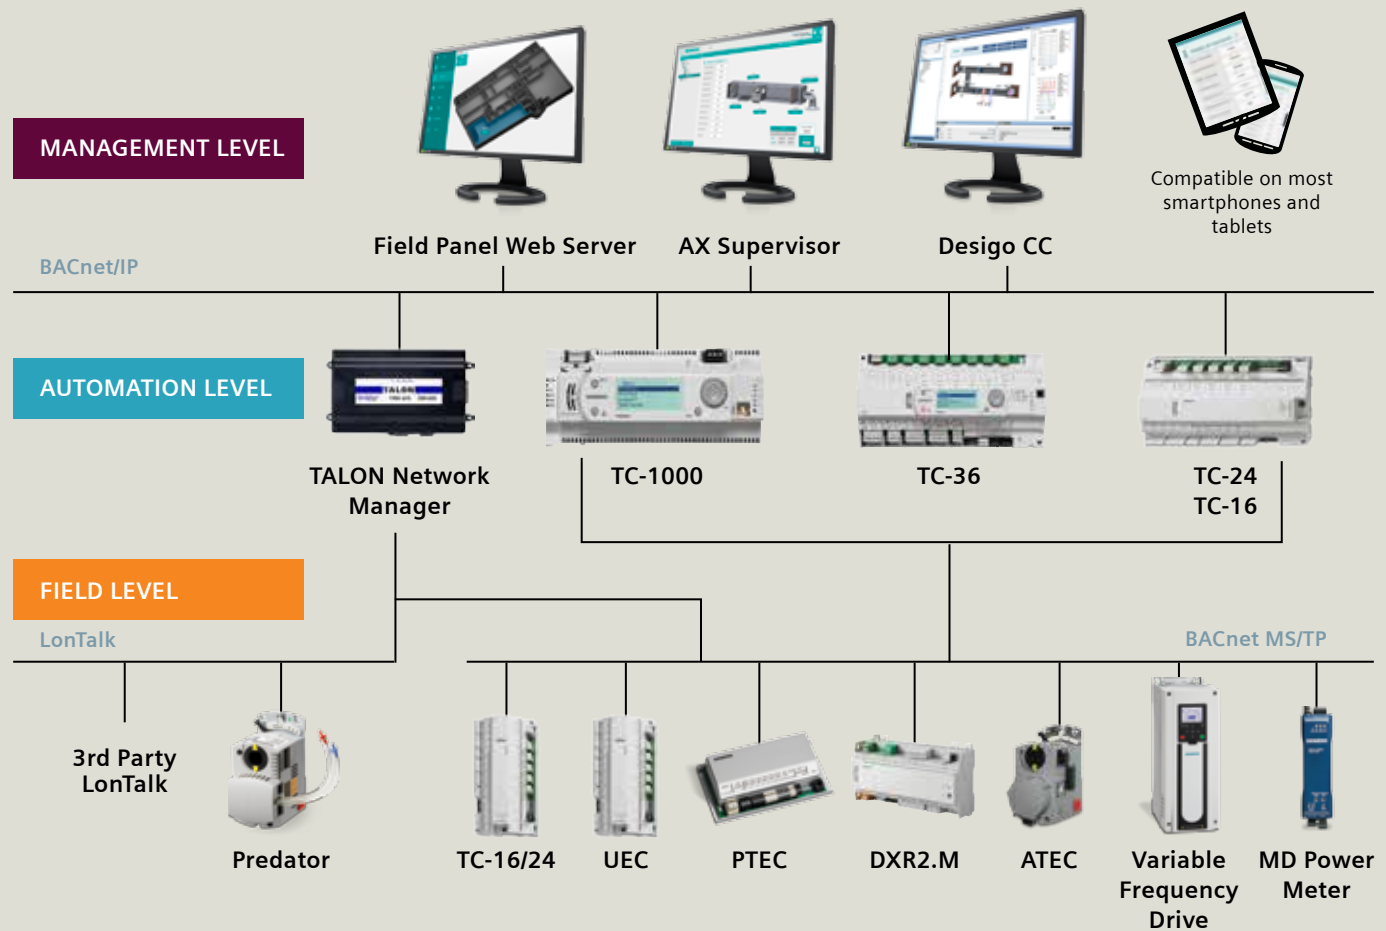 MANAGEMENT LEVEL
Compatible on most
smartphones and
tablets
Field Panel Web Server
AX Supervisor
Desigo CC
BACnet/IP
AUTOMATION LEVEL
TALON
TALON Network
Manager
TC-1000
TC-36
TC-24
TC-16
FIELD LEVEL
LonTalk
BACnet MS/TP
3rd Party
LonTalk
Predator
TC-16/24
UEC
PTEC
DXR2.M
ATEC
Variable
Frequency
Drive
MD Power
Meter